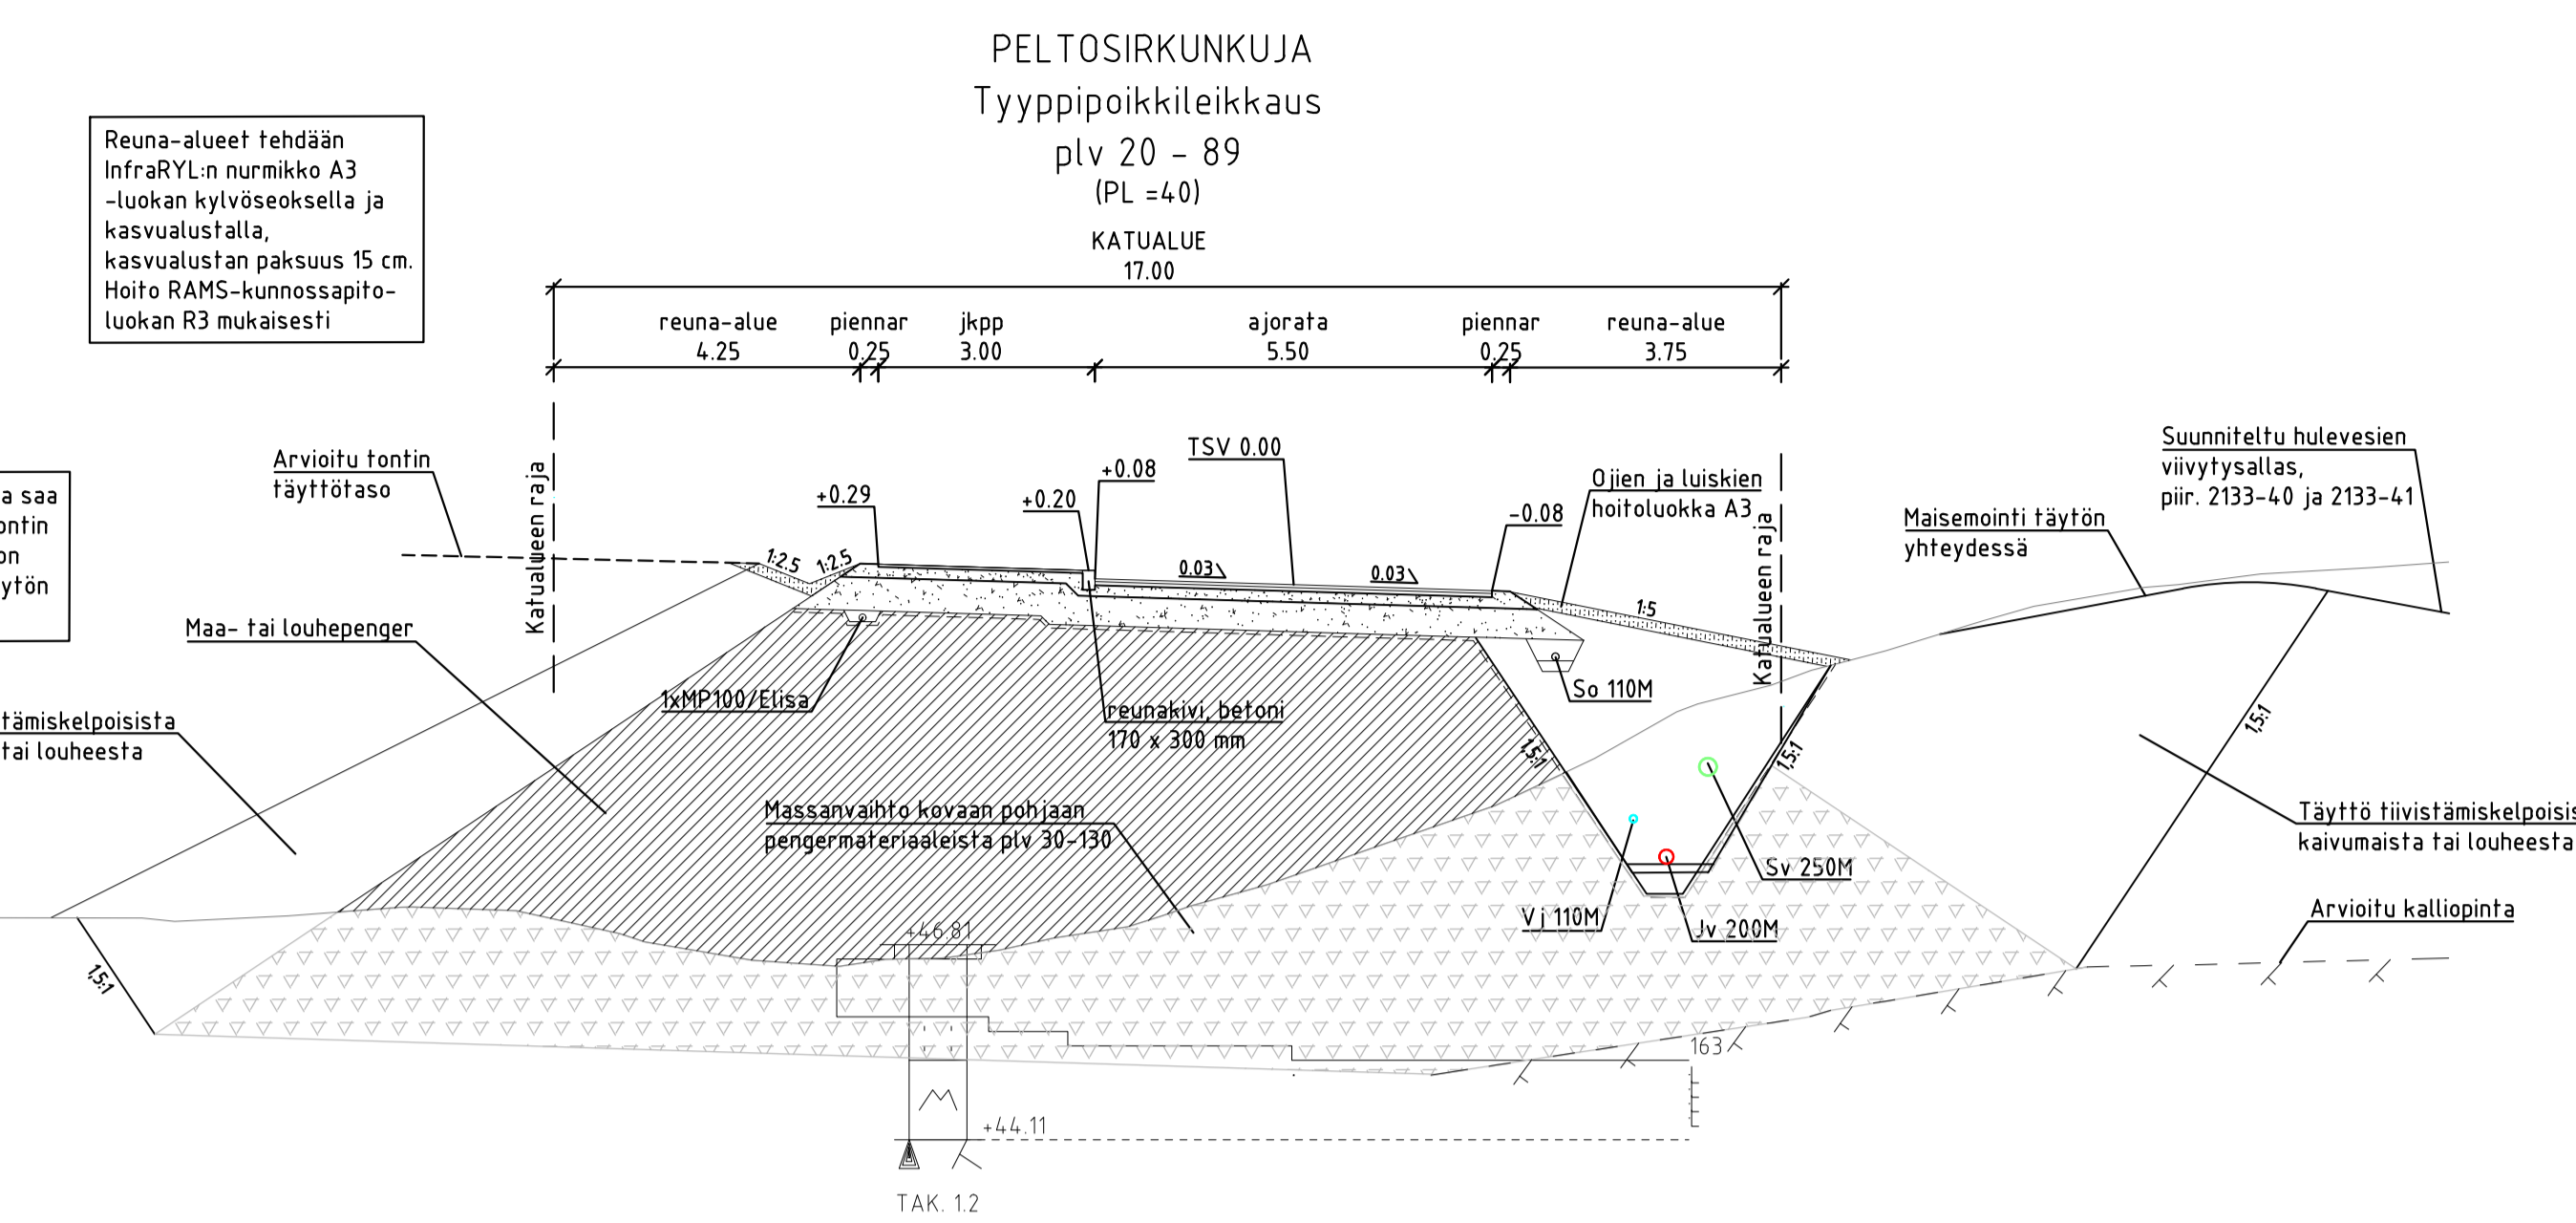 PELTOSIRKUNKUJA
Tyyppipoikkileikkaus
plv 20 - 89
(PL =40)
KATUALUE
17.00
Reuna-alueet tehdään
InfraRYL:n nurmikko A3
-luokan kylvöseoksella ja
kasvualustalla,
kasvualustan paksuus 15 cm.
Hoito RAMS-kunnossapito-
luokan R3 mukaisesti
reuna-alue
4.25
piennar
0.25
jkpp
3.00
ajorata
5.50
piennar
0.25
reuna-alue
3.75
a saa
ontin
on
ytön
Arvioitu tontin
täyttötaso
Katualueen raja
+0.29
+0.20
+0.08
TSV 0.00
-0.08
Ojien ja luiskien
hoitoluokka A3
Katualueen raja
Maisemointi täytön
yhteydessä
Suunniteltu hulevesien
viivytysallas,
piir. 2133-40 ja 2133-41
1:2.5
1:2.5
0.03
0.03
1:5
Maa- tai louhepenger
1xMP100/Elisa
reunakivi, betoni
170 x 300 mm
So 110M
tämiskelpoisista
tai louheesta
1,5:1
1,5:1
1,5:1
Massanvaihto kovaan pohjaan
pengermateriaaleista plv 30-130
Sv 250M
Vj 110M
Jv 200M
Täyttö tiivistämiskelpoisis
kaivumaista tai louheesta
Arvioitu kalliopinta
1,5:1
+46.81
163
+44.11
TAK. 1.2